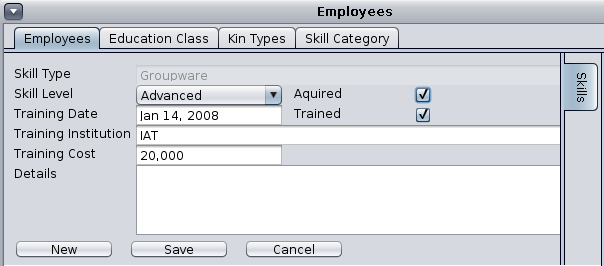 Employees
Employees Education Class Kin Types Skill Category
Skill Type Groupware
Skill Level Advanced Aquired
Training Date Jan 14, 2008 Trained
Training Institution IAT
Training Cost 20,000
Details
Skills
New Save Cancel